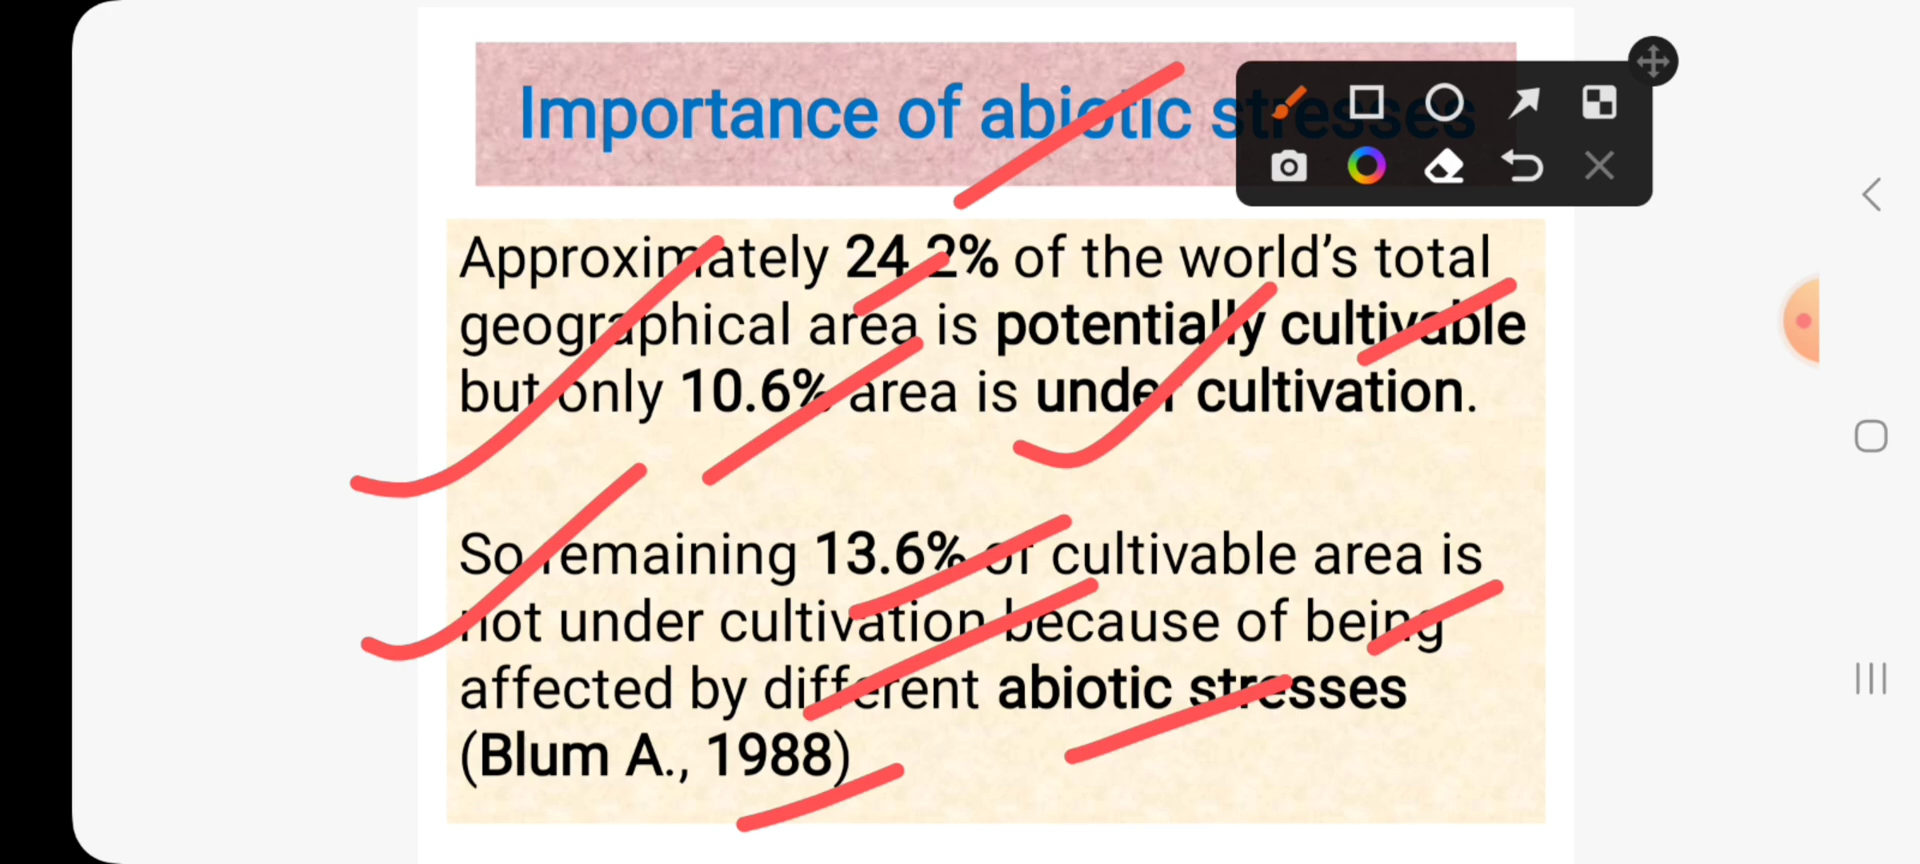 Importance of abiotic stresses
Approximately 24.2% of the world’s total
geographical area is potentially cultivable
but only 10.6% area is under cultivation.
So remaining 13.6% of cultivable area is
not under cultivation because of being
affected by different abiotic stresses
(Blum A., 1988)